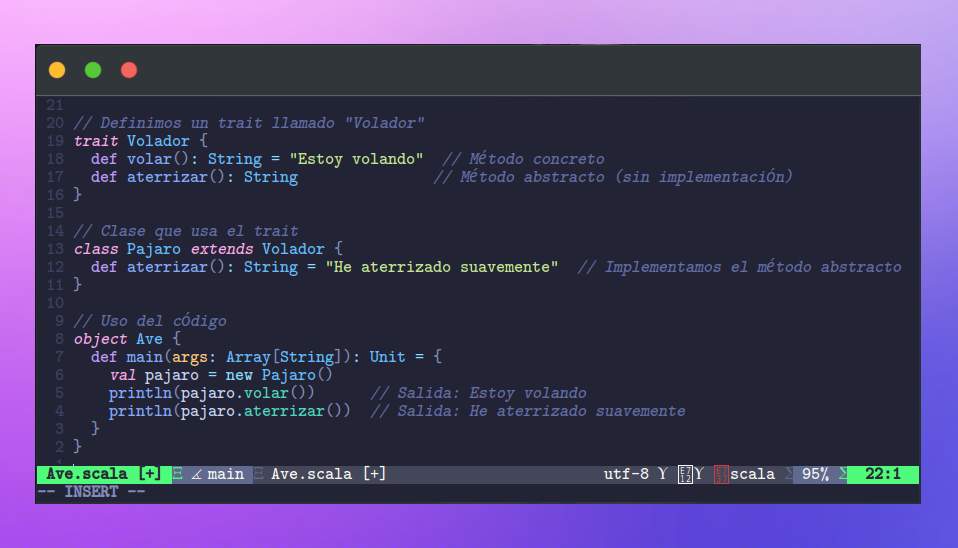 21
20 // Definimos un trait llamado "Volador"
19 trait Volador {
18   def volar(): String = "Estoy volando"  // Método concreto
17   def aterrizar(): String               // Método abstracto (sin implementación)
16 }
15
14 // Clase que usa el trait
13 class Pajaro extends Volador {
12   def aterrizar(): String = "He aterrizado suavemente"  // Implementamos el método abstracto
11 }
10
9 // Uso del código
8 object Ave {
7   def main(args: Array[String]): Unit = {
6     val pajaro = new Pajaro()
5     println(pajaro.volar())      // Salida: Estoy volando
4     println(pajaro.aterrizar())  // Salida: He aterrizado suavemente
3   }
2 }
Ave.scala [+] main Ave.scala [+] utf-8 scala 95% 22:1
-- INSERT --